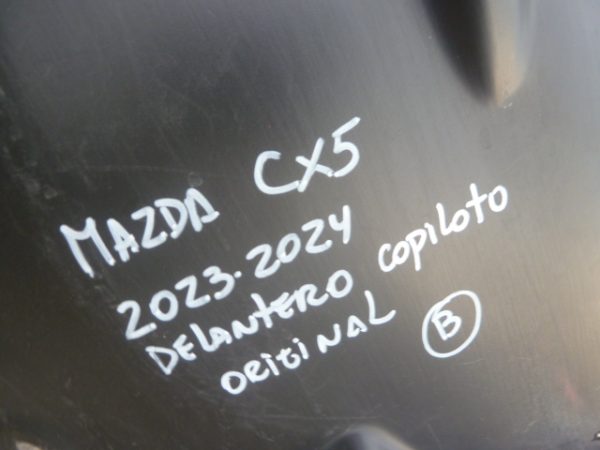 MAZDA CX5
2023-2024
DELANTERO COPILOTO
ORIGINAL B